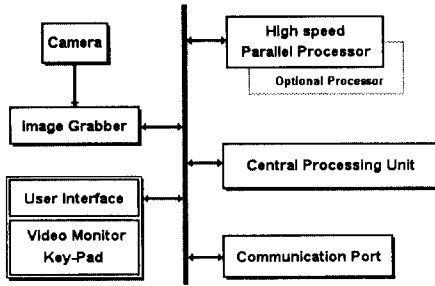 Camera
Image Grabber
User Interface
Video Monitor
Key-Pad
High speed
Parallel Processor
Optional Processor
Central Processing Unit
Communication Port